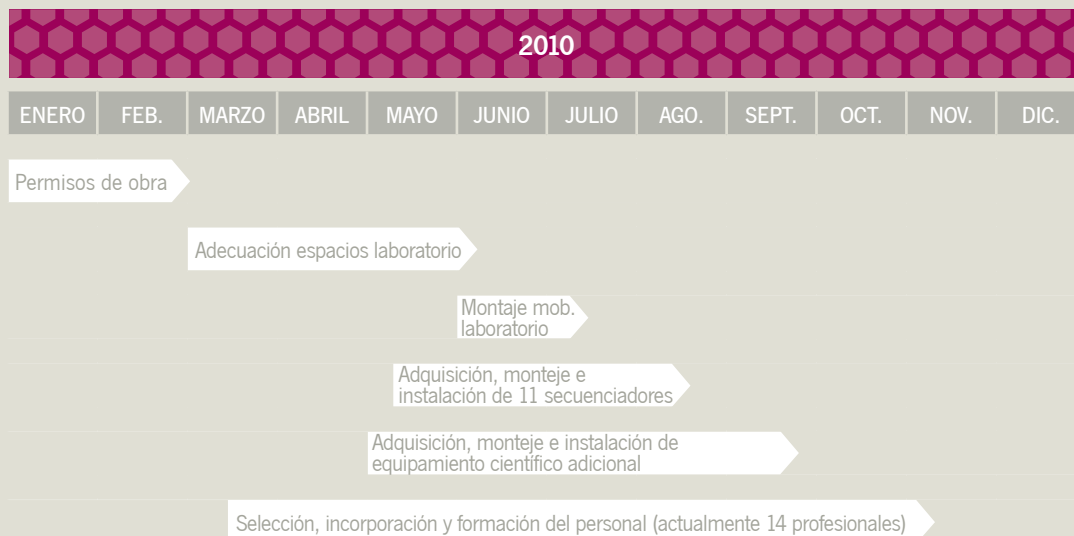 2010
ENERO
FEB.
MARZO
ABRIL
MAYO
JUNIO
JULIO
AGO.
SEPT.
OCT.
NOV.
DIC.
Permisos de obra
Adecuación espacios laboratorio
Montaje mob.
laboratorio
Adquisición, monteje e
instalación de 11 secuenciadores
Adquisición, monteje e instalación de
equipamiento científico adicional
Selección, incorporación y formación del personal (actualmente 14 profesionales)